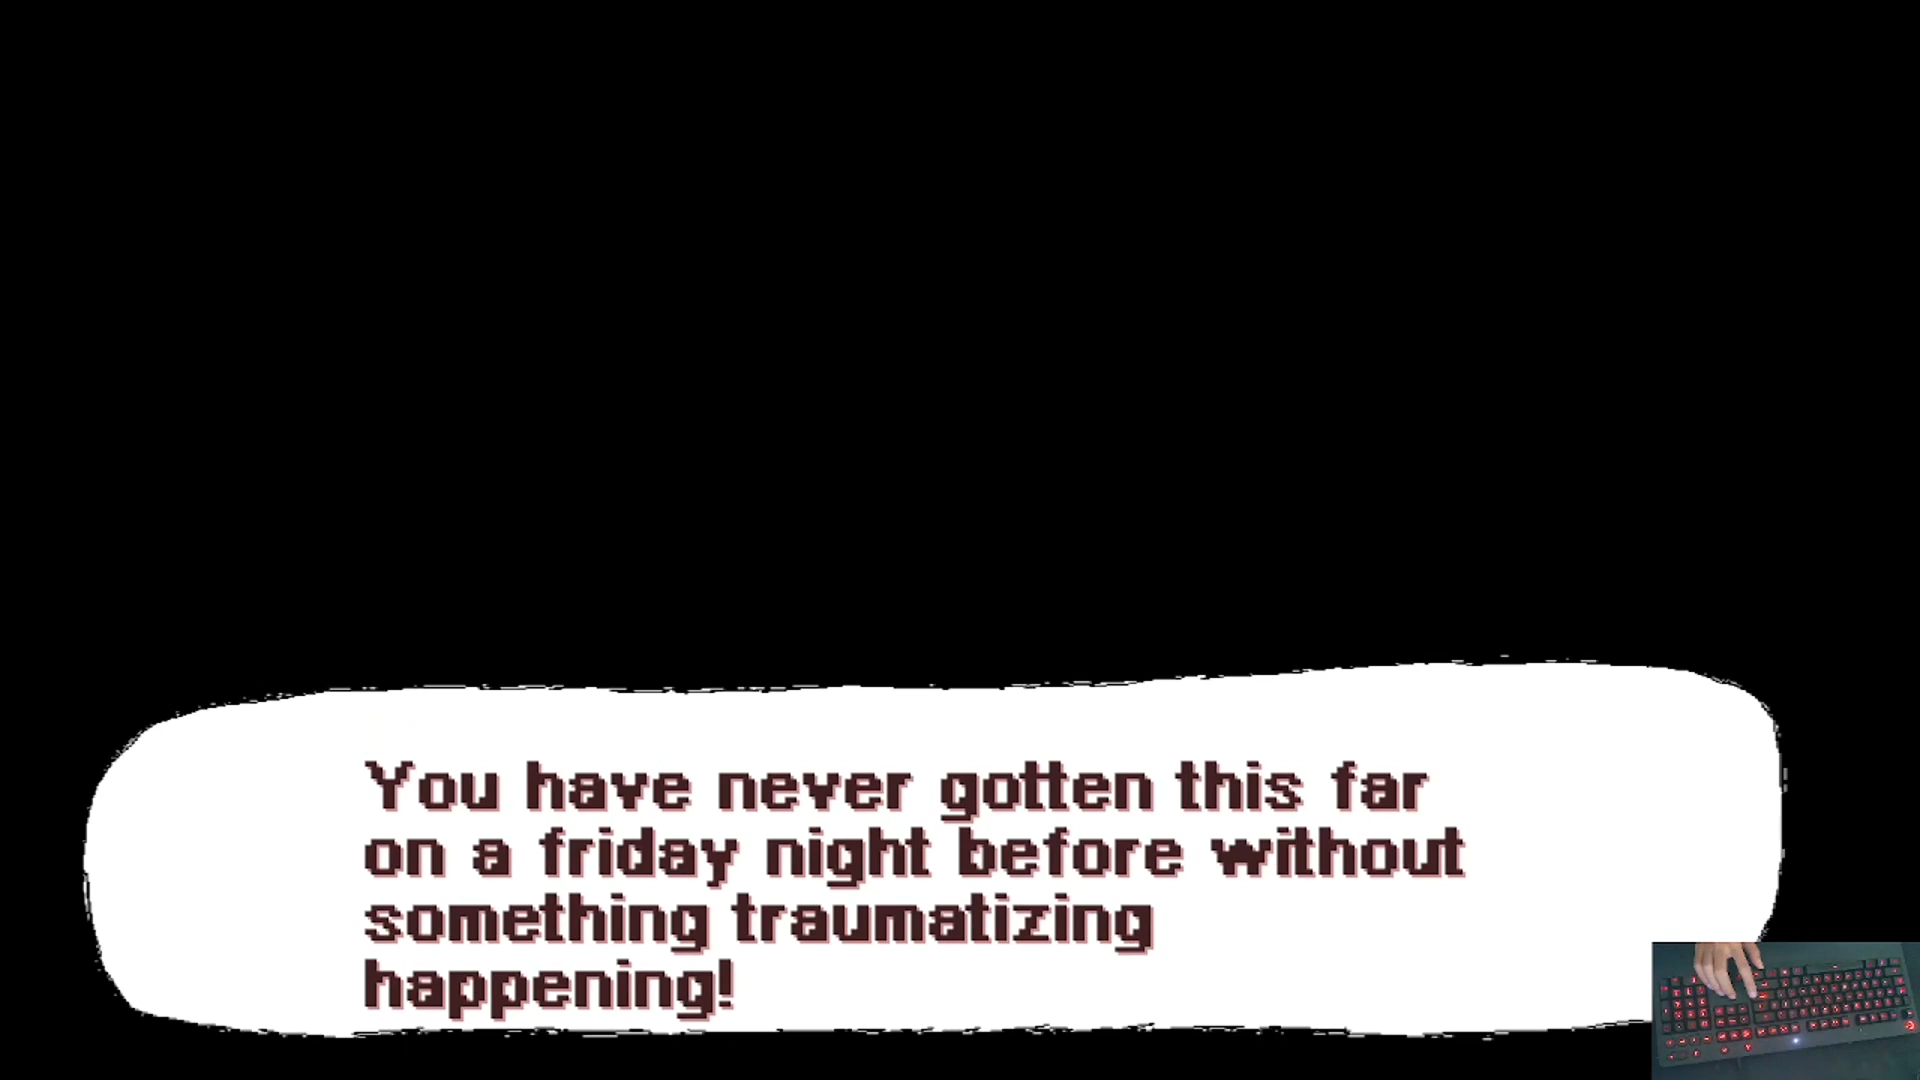 You have never gotten this far
on a friday night before without
something traumatizing
happening!